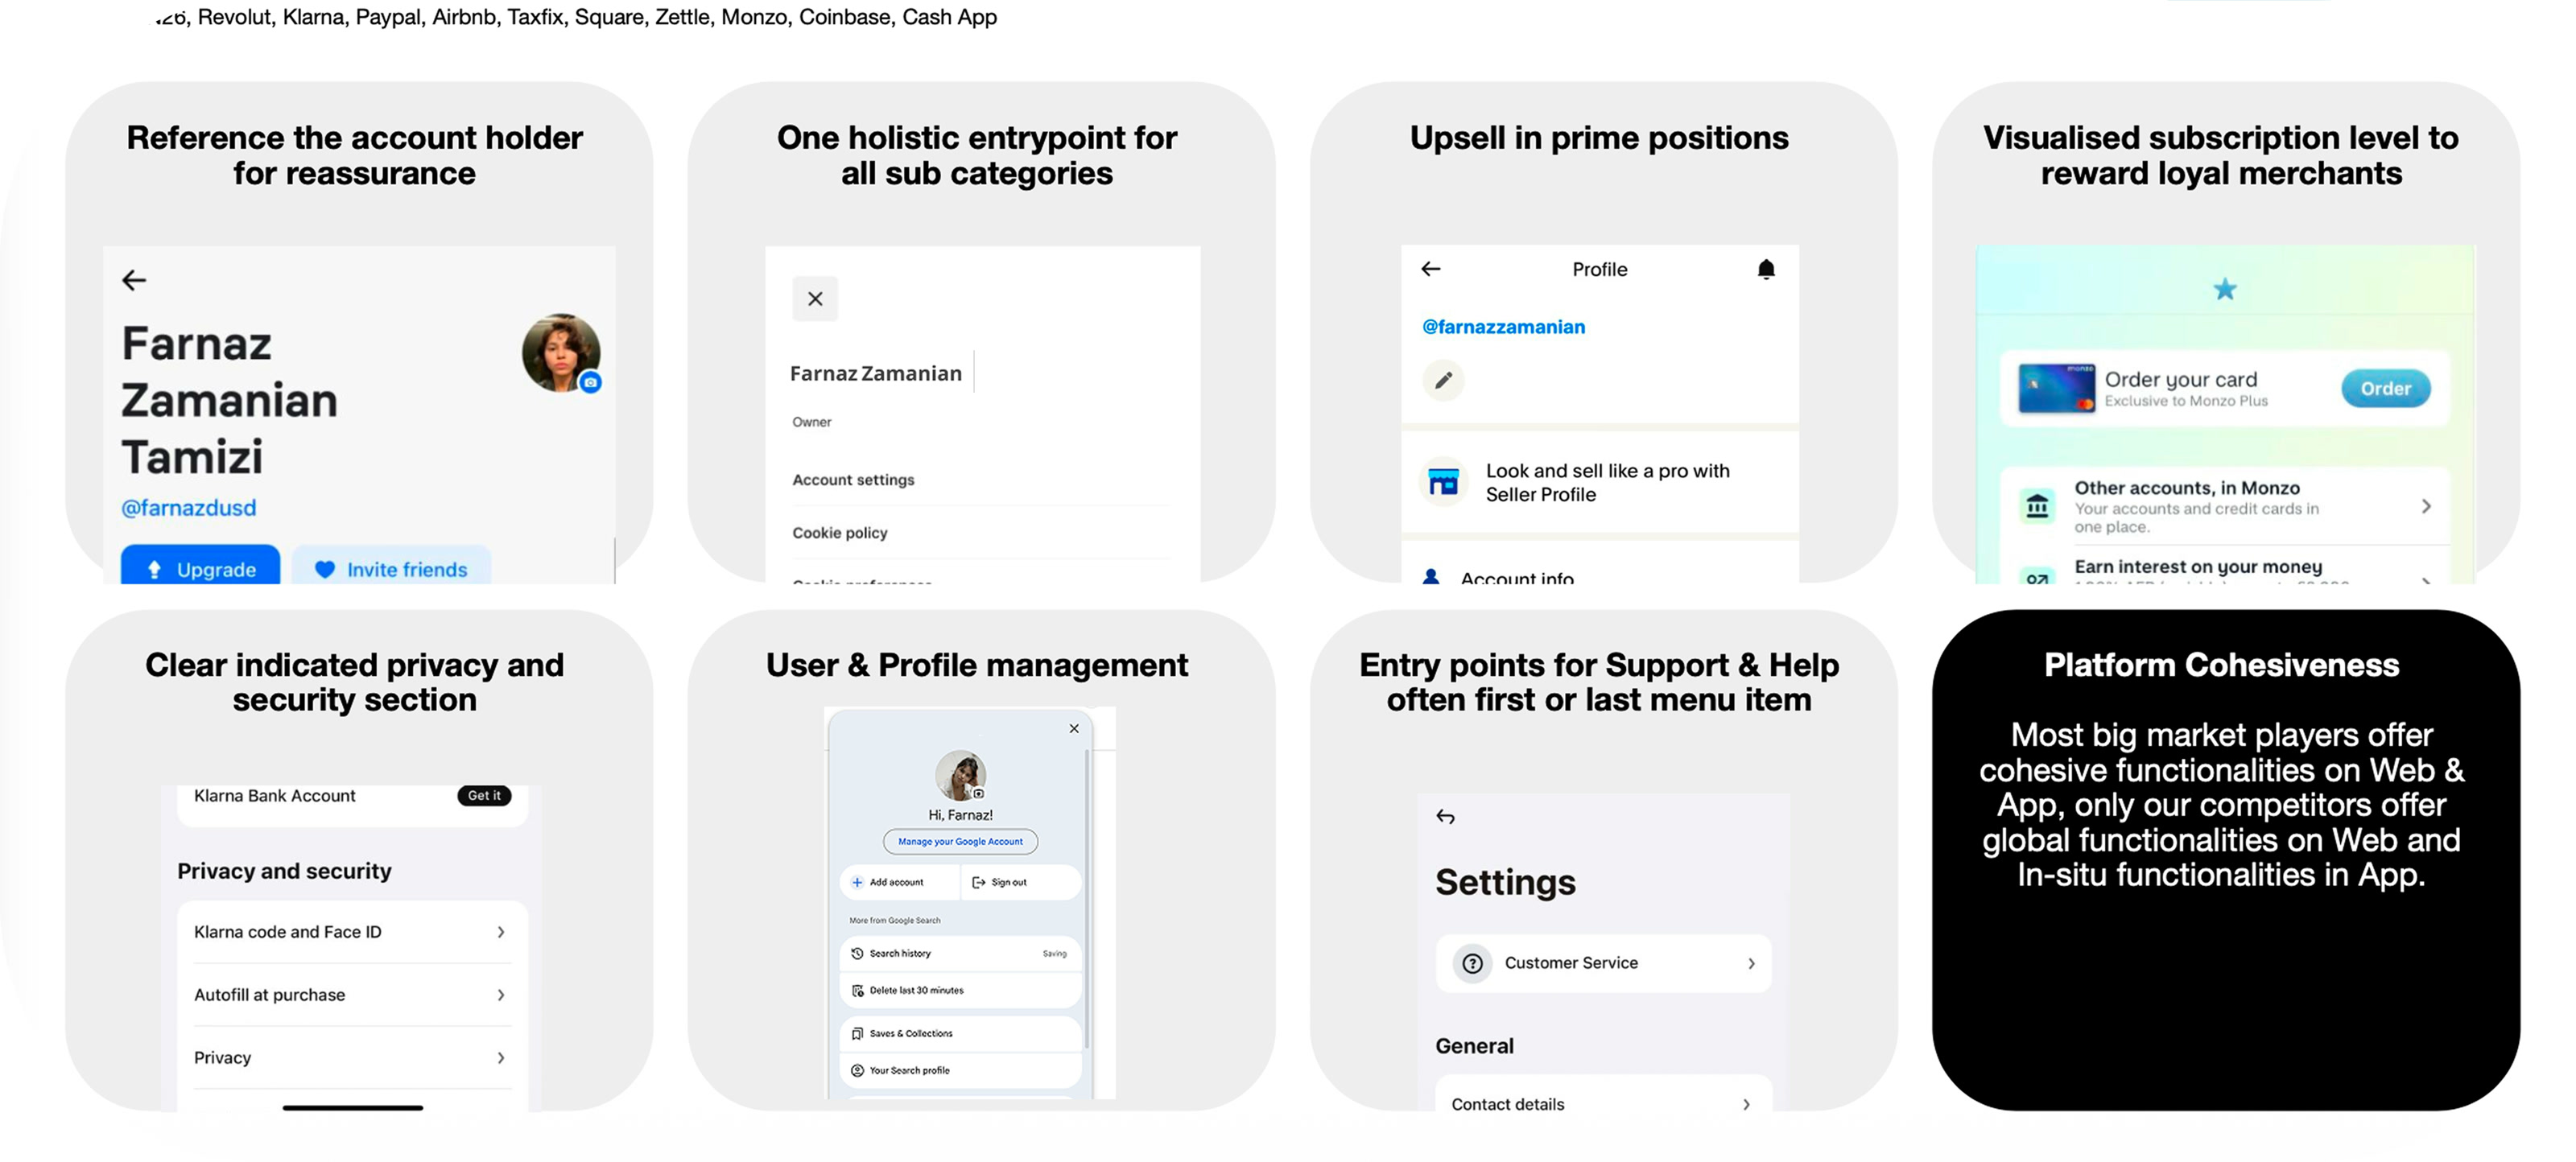 26, Revolut, Klarna, Paypal, Airbnb, Taxfix, Square, Zettle, Monzo, Coinbase, Cash App
Reference the account holder
for reassurance
Farnaz
Zamanian
Tamizi
@farnazdusd
Upgrade
Invite friends
One holistic entrypoint for
all sub categories
Farnaz Zamanian
Owner
Account settings
Cookie policy
Cookie preferences
Upsell in prime positions
Profile
@farnazzamanian
Look and sell like a pro with
Seller Profile
Account info
Visualised subscription level to
reward loyal merchants
monzo
Order your card
Exclusive to Monzo Plus
Order
Other accounts, in Monzo
Your accounts and credit cards in
one place.
Earn interest on your money
Clear indicated privacy and
security section
Klarna Bank Account
Get it
Privacy and security
Klarna code and Face ID
Autofill at purchase
Privacy
User & Profile management
Hi, Farnaz!
Manage your Google Account
Add account
Sign out
More from Google Search
Search history
Saving
Delete last 30 minutes
Saves & Collections
Your Search profile
Entry points for Support & Help
often first or last menu item
Settings
Customer Service
General
Contact details
Platform Cohesiveness
Most big market players offer
cohesive functionalities on Web &
App, only our competitors offer
global functionalities on Web and
In-situ functionalities in App.